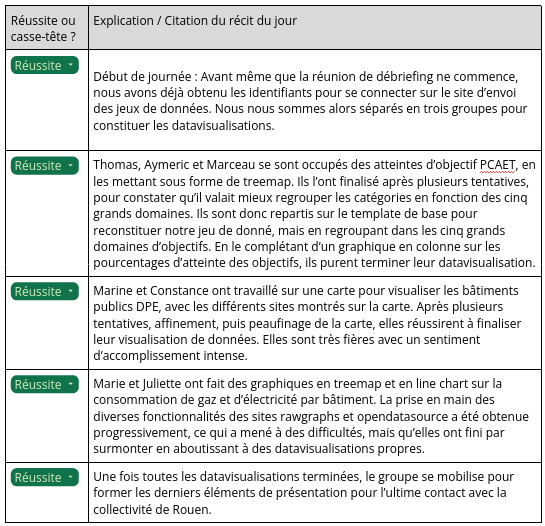 Réussite ou
casse-tête ?
Explication / Citation du récit du jour
Réussite
Début de journée : Avant même que la réunion de débriefing ne commence,
nous avons déjà obtenu les identifiants pour se connecter sur le site d’envoi
des jeux de données. Nous nous sommes alors séparés en trois groupes pour
constituer les datavisualisations.
Réussite
Thomas, Aymeric et Marceau se sont occupés des atteintes d’objectif PCAET, en
les mettant sous forme de treemap. Ils l’ont finalisé après plusieurs tentatives,
pour constater qu’il valait mieux regrouper les catégories en fonction des cinq
grands domaines. Ils sont donc repartis sur le template de base pour
reconstituer notre jeu de donné, mais en regroupant dans les cinq grands
domaines d’objectifs. En le complétant d’un graphique en colonne sur les
pourcentages d’atteinte des objectifs, ils purent terminer leur datavisualisation.
Réussite
Marine et Constance ont travaillé sur une carte pour visualiser les bâtiments
publics DPE, avec les différents sites montrés sur la carte. Après plusieurs
tentatives, affinement, puis peaufinage de la carte, elles réussirent à finaliser
leur visualisation de données. Elles sont très fières avec un sentiment
d’accomplissement intense.
Réussite
Marie et Juliette ont fait des graphiques en treemap et en line chart sur la
consommation de gaz et d’électricité par bâtiment. La prise en main des
diverses fonctionnalités des sites rawgraphs et opendatasource a été obtenue
progressivement, ce qui a mené à des difficultés, mais qu’elles ont fini par
surmonter en aboutissant à des datavisualisations propres.
Réussite
Une fois toutes les datavisualisations terminées, le groupe se mobilise pour
former les derniers éléments de présentation pour l’ultime contact avec la
collectivité de Rouen.